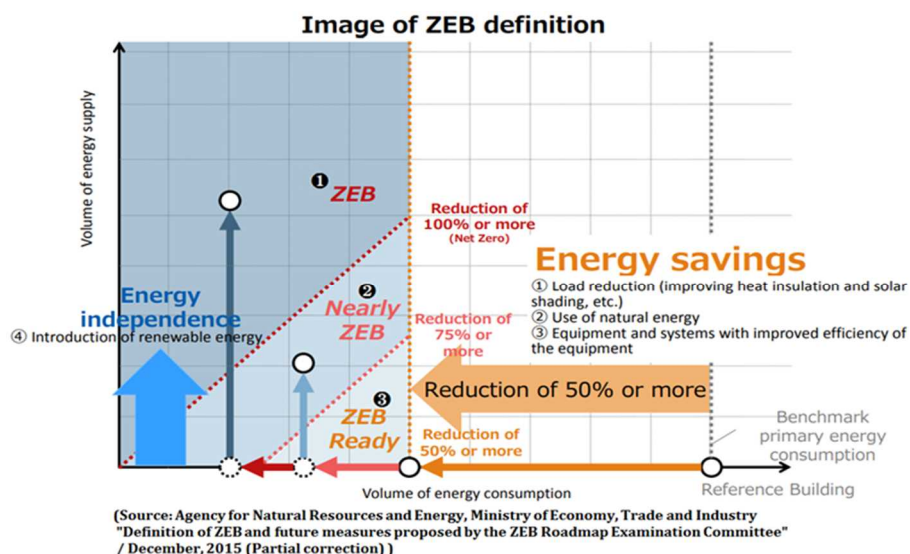 Image of ZEB definition
Volume of energy supply
❶ ZEB
Reduction of
100% or more
(Net Zero)
Energy savings
① Load reduction (improving heat insulation and solar
shading, etc.)
② Use of natural energy
③ Equipment and systems with improved efficiency of
the equipment
Energy
independence
④ Introduction of renewable energy
❷
Nearly
ZEB
Reduction of
75% or
more
Reduction of 50% or more
❸
ZEB
Ready
Reduction of
50% or more
Benchmark
primary energy
consumption
Volume of energy consumption
Reference Building
(Source: Agency for Natural Resources and Energy, Ministry of Economy, Trade and Industry
"Definition of ZEB and future measures proposed by the ZEB Roadmap Examination Committee"
/ December, 2015 (Partial correction) )